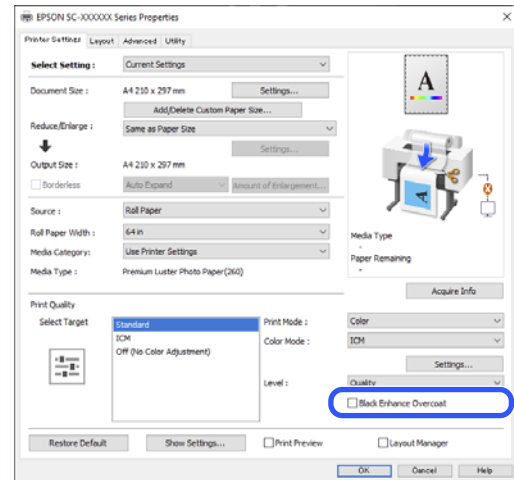 EPSON SC-XXXXXX Series Properties
Printer Settings Layout Advanced Utility
Select Setting : Current Settings
Document Size : A4 210 x 297 mm Settings...
Add/Delete Custom Paper Size...
Reduce/Enlarge : Same as Paper Size
Settings...
Output Size : A4 210 x 297 mm
Borderless Auto Expand Amount of Enlargement...
Source : Roll Paper
Roll Paper Width : 64 in
Media Category: Use Printer Settings
Media Type : Premium Luster Photo Paper(260)
A
A
Media Type
-
Paper Remaining
-
Acquire Info
Print Quality
Select Target
Standard
ICM
Off (No Color Adjustment)
Print Mode : Color
Color Mode : ICM
Settings...
Level : Quality
Black Enhance Overcoat
Restore Default Show Settings... Print Preview Layout Manager
OK Cancel Help